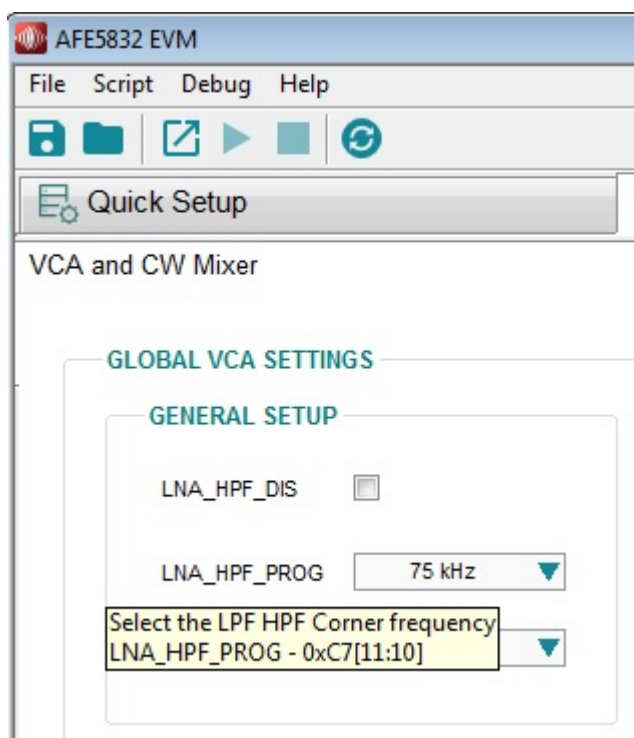 AFE5832 EVM
File Script Debug Help
Quick Setup
VCA and CW Mixer
GLOBAL VCA SETTINGS
GENERAL SETUP
LNA_HPF_DIS
LNA_HPF_PROG 75 kHz
Select the LPF HPF Corner frequency
LNA_HPF_PROG - 0xC7[11:10]